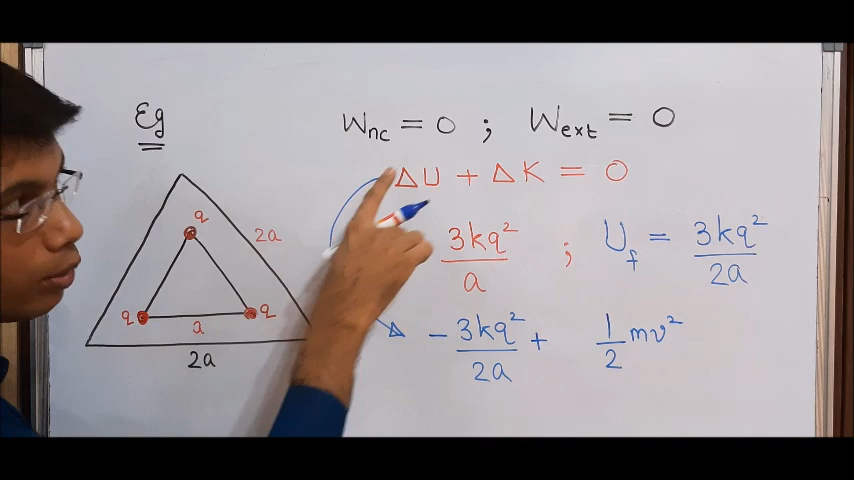 Eg
Wnc = 0 ; Wext = 0
ΔU + ΔK = 0
3kq²/a ; Uf = 3kq²/2a
- 3kq²/2a + 1/2 mv²
q
2a
q
q
a
2a